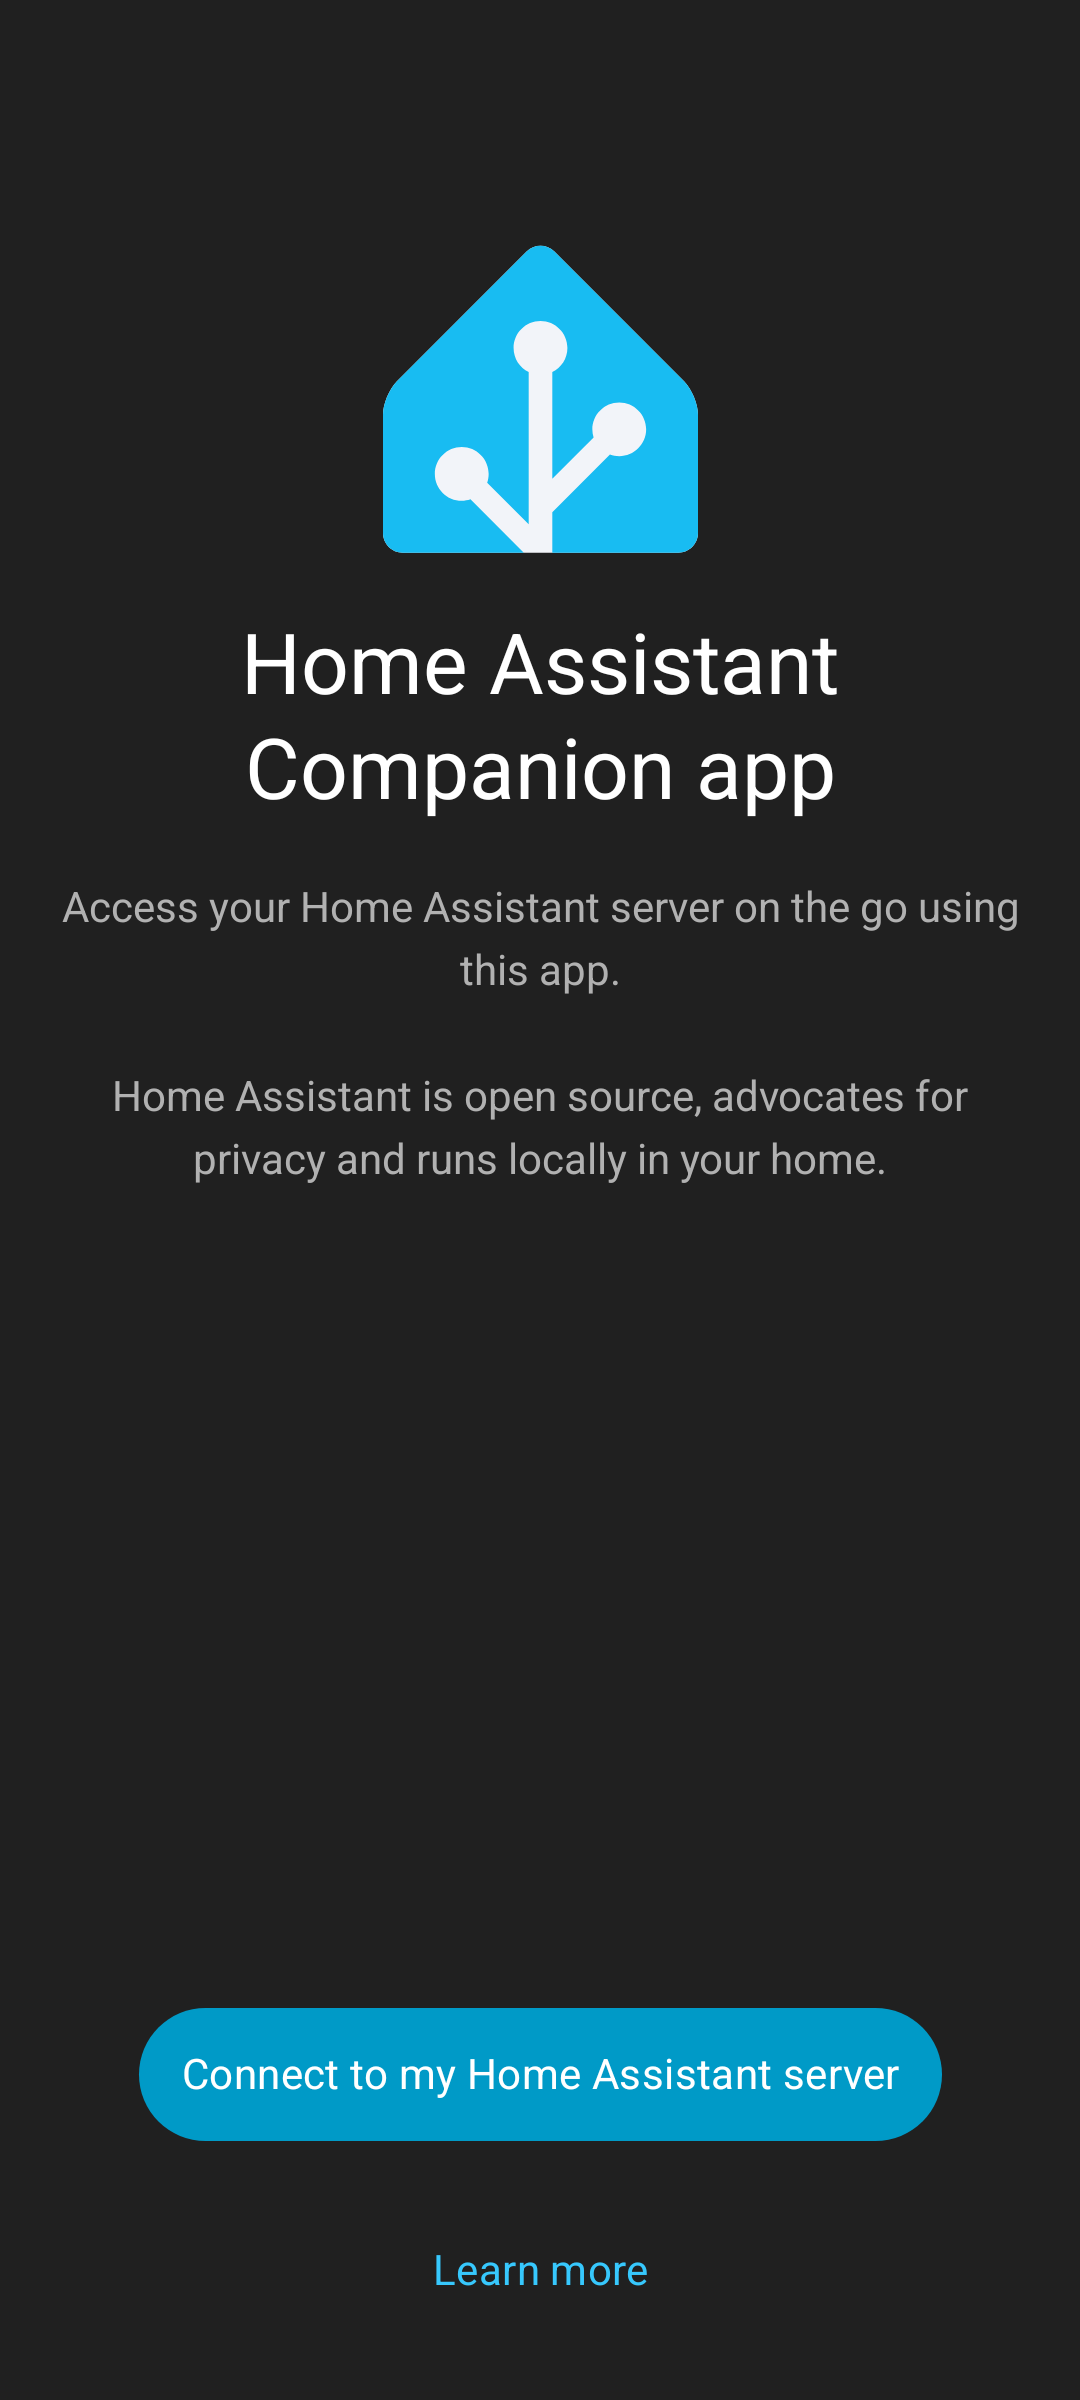 Home Assistant
Companion app
Access your Home Assistant server on the go using
this app.
Home Assistant is open source, advocates for
privacy and runs locally in your home.
Connect to my Home Assistant server
Learn more